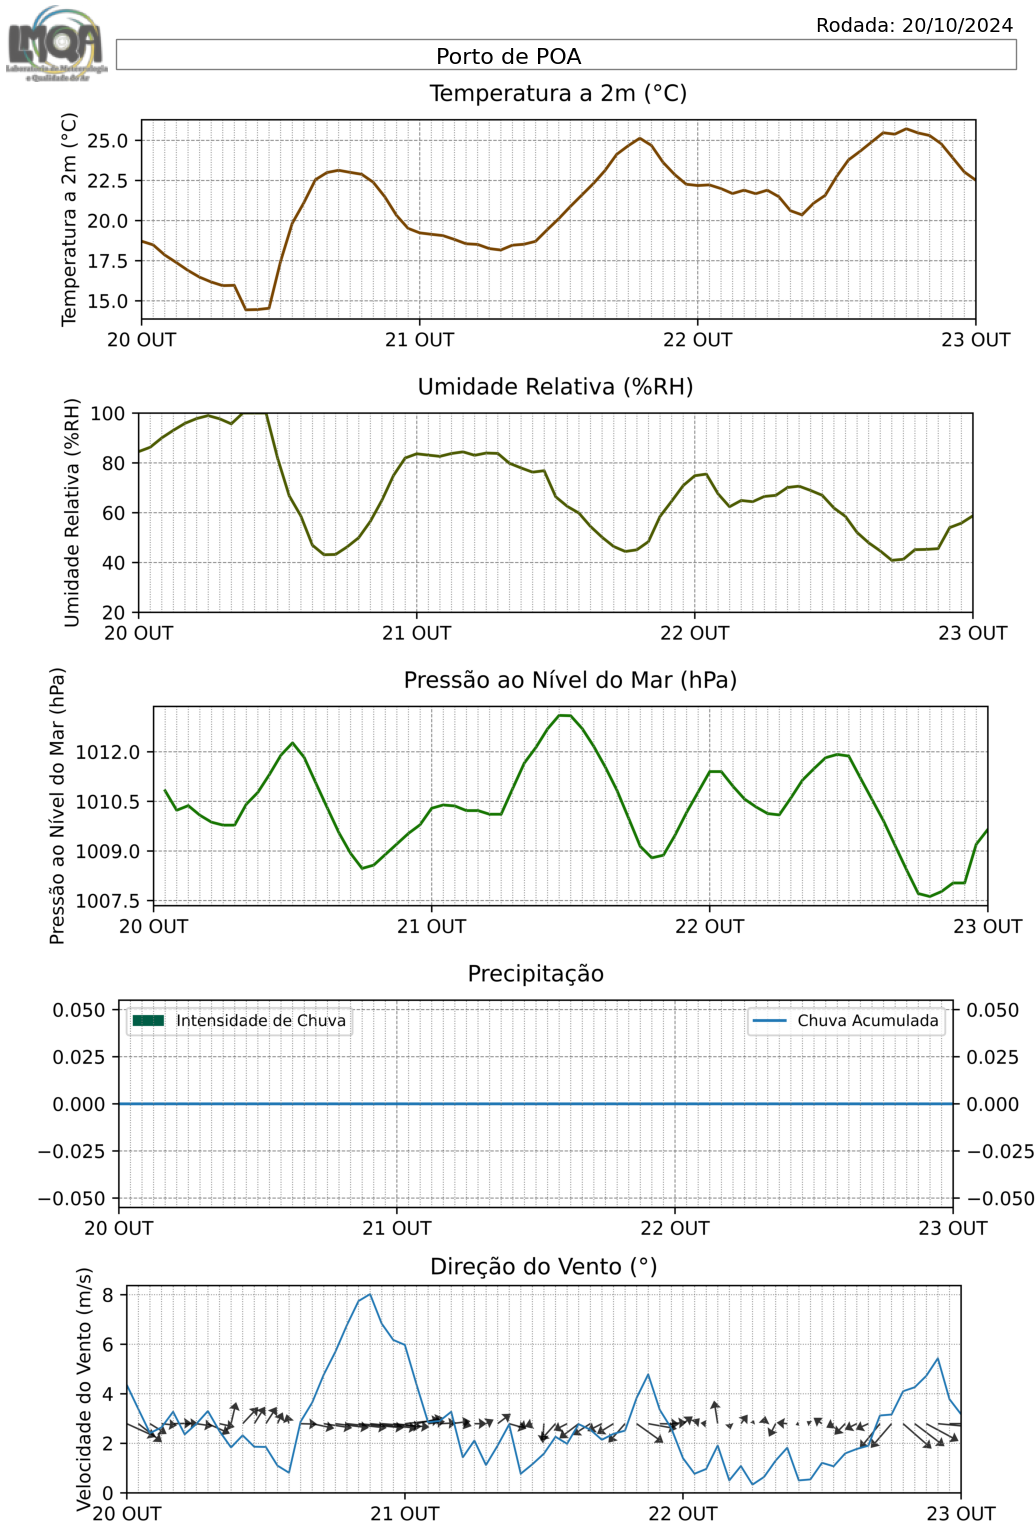 Rodada: 20/10/2024
LMQA
Laboratório de Meteorologia
e Qualidade do Ar
Porto de POA
Temperatura a 2m (°C)
Temperatura a 2m (°C)
25.0
22.5
20.0
17.5
15.0
20 OUT 21 OUT 22 OUT 23 OUT
Umidade Relativa (%RH)
Umidade Relativa (%RH)
100
80
60
40
20
20 OUT 21 OUT 22 OUT 23 OUT
Pressão ao Nível do Mar (hPa)
Pressão ao Nível do Mar (hPa)
1012.0
1010.5
1009.0
1007.5
20 OUT 21 OUT 22 OUT 23 OUT
Precipitação
0.050 0.050
Intensidade de Chuva Chuva Acumulada
0.025 0.025
0.000 0.000
−0.025 −0.025
−0.050 −0.050
20 OUT 21 OUT 22 OUT 23 OUT
Direção do Vento (°)
Velocidade do Vento (m/s)
8
6
4
2
0
20 OUT 21 OUT 22 OUT 23 OUT